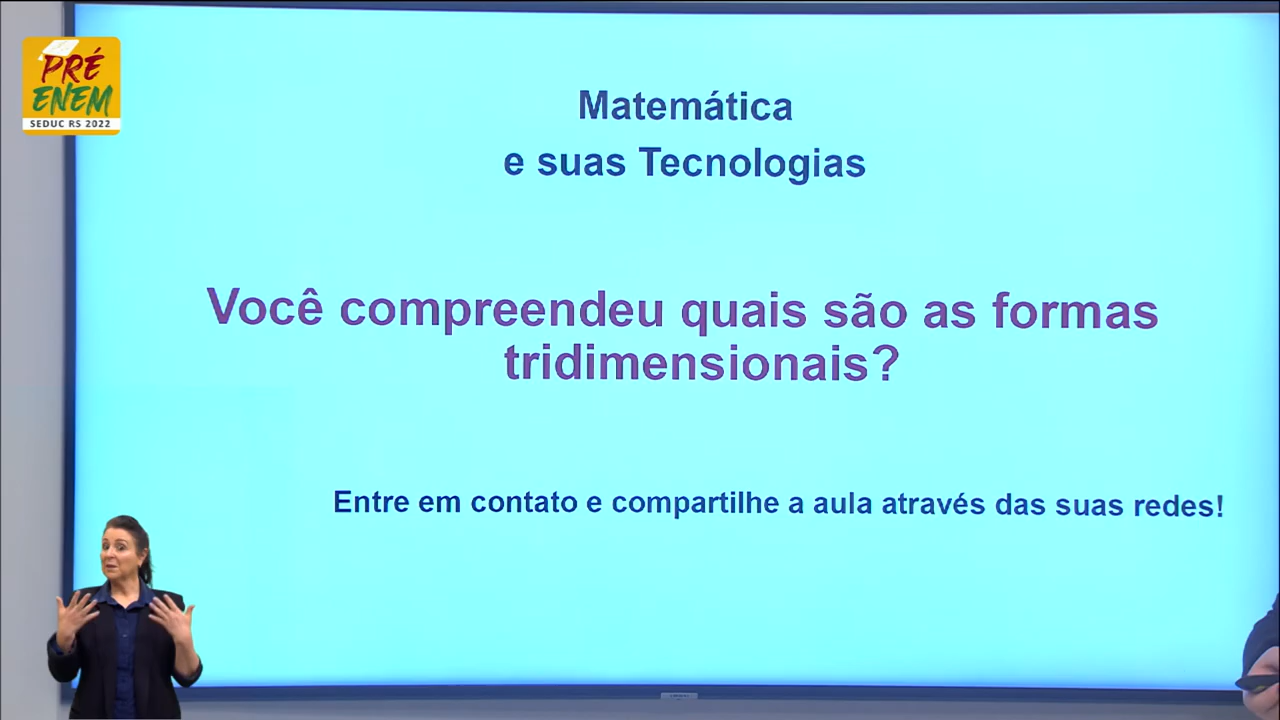 PRÉ
ENEM
SEDUC RS 2022
Matemática
e suas Tecnologias
Você compreendeu quais são as formas
tridimensionais?
Entre em contato e compartilhe a aula através das suas redes!